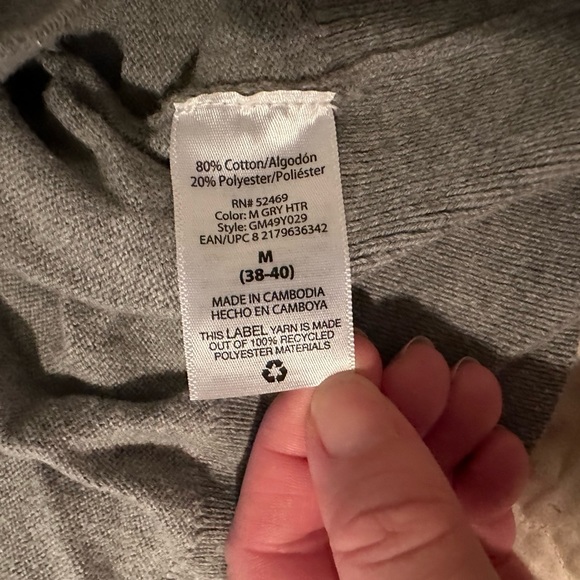 80% Cotton/Algodón
20% Polyester/Poliéster
RN# 52469
Color: M GRY HTR
Style: GM49Y029
EAN/UPC 8 2179636342
M
(38-40)
MADE IN CAMBODIA
HECHO EN CAMBOYA
THIS LABEL YARN IS MADE
OUT OF 100% RECYCLED
POLYESTER MATERIALS